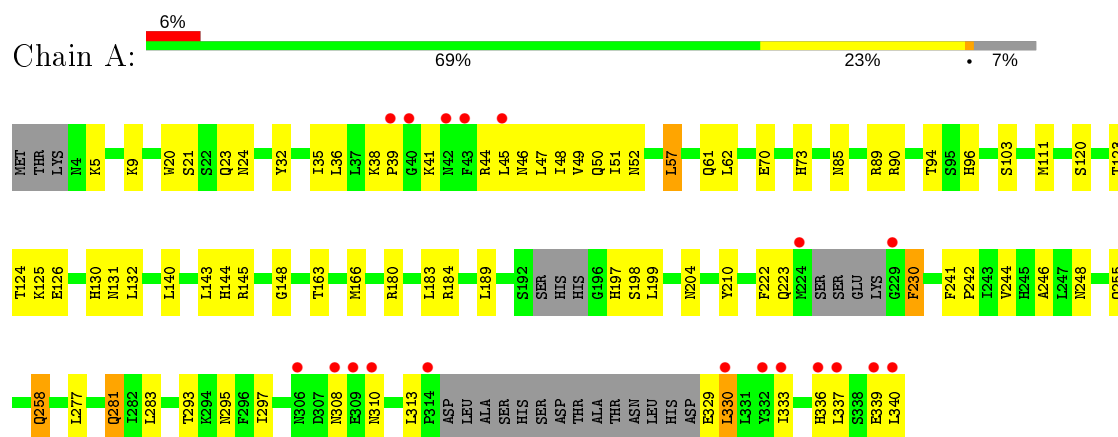 6%
Chain A:
69% 23% • 7%
MET THR LYS N4 K5 K9 W20 S21 S22 Q23 N24 Y32 I35 L36 L37 K38 P39 G40 K41 N42 F43 R44 L45 N46 L47 I48 V49 Q50 I51 N52 L57 Q61 L62 E70 H73 N85 R89 R90 T94 S95 H96 S103 M111 S120 T123
T124 K125 E126 H130 N131 L132 L140 L143 H144 R145 G148 T163 M166 R180 L183 R184 L189 S192 SER HIS HIS G196 H197 S198 L199 N204 Y210 F222 Q223 M224 SER SER GLU LYS G229 F230 F241 P242 I243 V244 H245 A246 L247 N248
Q258 L277 Q281 I282 L283 T293 K294 N295 F296 I297 N306 D307 N308 E309 N310 L313 P314 ASP LEU ALA SER HIS SER ASP THR ALA THR ASN LEU HIS ASP E329 L330 L331 Y332 I333 H336 L337 S338 E339 L340